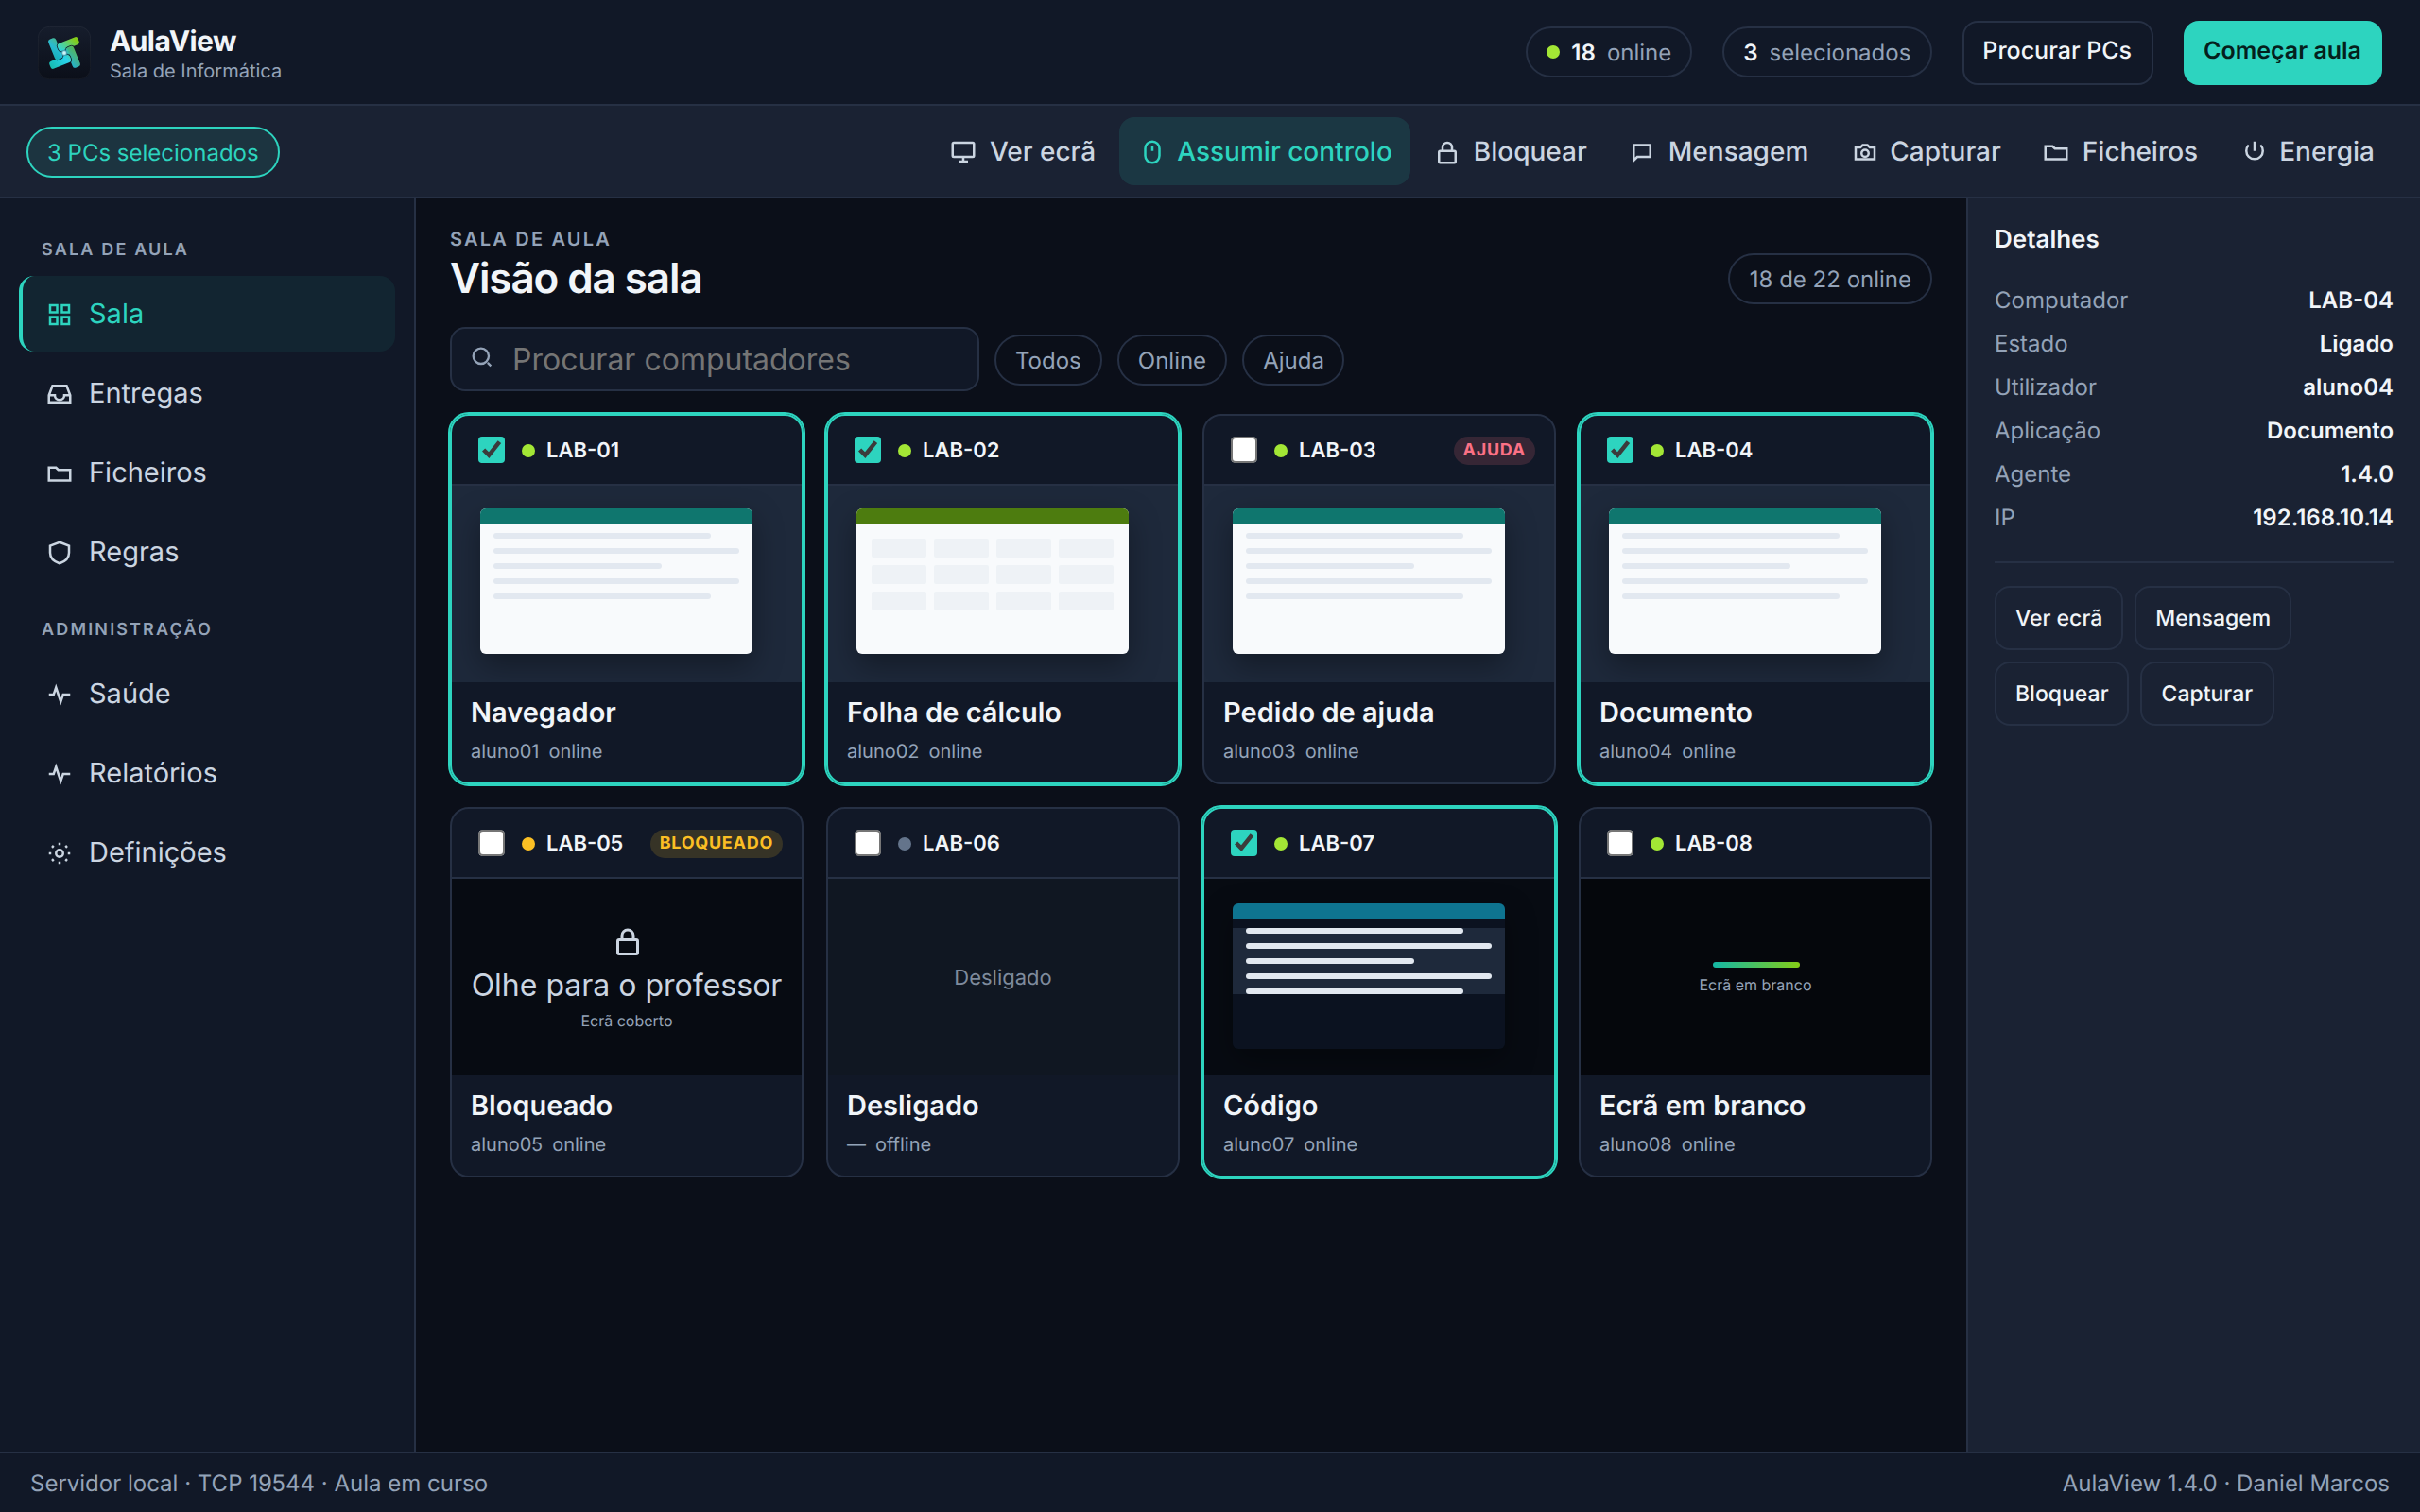 AulaView
Sala de Informática
18 online
3 selecionados
Procurar PCs
Começar aula
3 PCs selecionados
Ver ecrã
Assumir controlo
Bloquear
Mensagem
Capturar
Ficheiros
Energia
SALA DE AULA
Sala
Entregas
Ficheiros
Regras
ADMINISTRAÇÃO
Saúde
Relatórios
Definições
SALA DE AULA
Visão da sala
18 de 22 online
Procurar computadores
Todos
Online
Ajuda
LAB-01
Navegador
aluno01 online
LAB-02
Folha de cálculo
aluno02 online
LAB-03
AJUDA
Pedido de ajuda
aluno03 online
LAB-04
Documento
aluno04 online
LAB-05
BLOQUEADO
Olhe para o professor
Ecrã coberto
Bloqueado
aluno05 online
LAB-06
Desligado
Desligado
— offline
LAB-07
Código
aluno07 online
LAB-08
Ecrã em branco
Ecrã em branco
aluno08 online
Detalhes
Computador LAB-04
Estado Ligado
Utilizador aluno04
Aplicação Documento
Agente 1.4.0
IP 192.168.10.14
Ver ecrã
Mensagem
Bloquear
Capturar
Servidor local · TCP 19544 · Aula em curso
AulaView 1.4.0 · Daniel Marcos